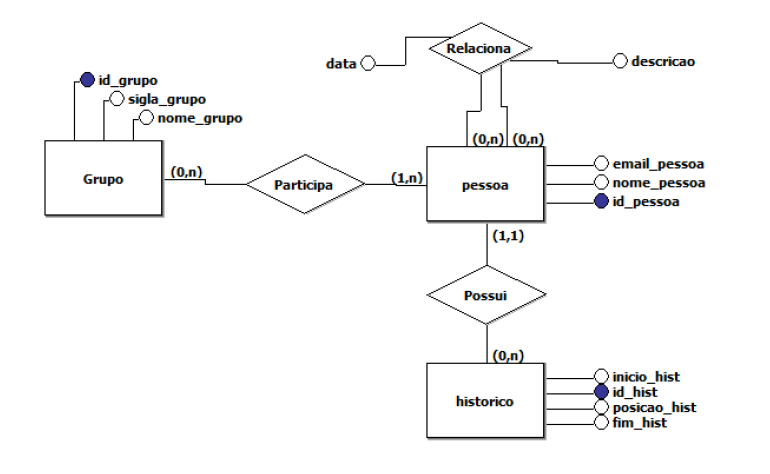 Relaciona
data
descricao
id_grupo
sigla_grupo
nome_grupo
(0,n)
(0,n)
Grupo
(0,n)
Participa
(1,n)
pessoa
email_pessoa
nome_pessoa
id_pessoa
(1,1)
Possui
(0,n)
historico
inicio_hist
id_hist
posicao_hist
fim_hist